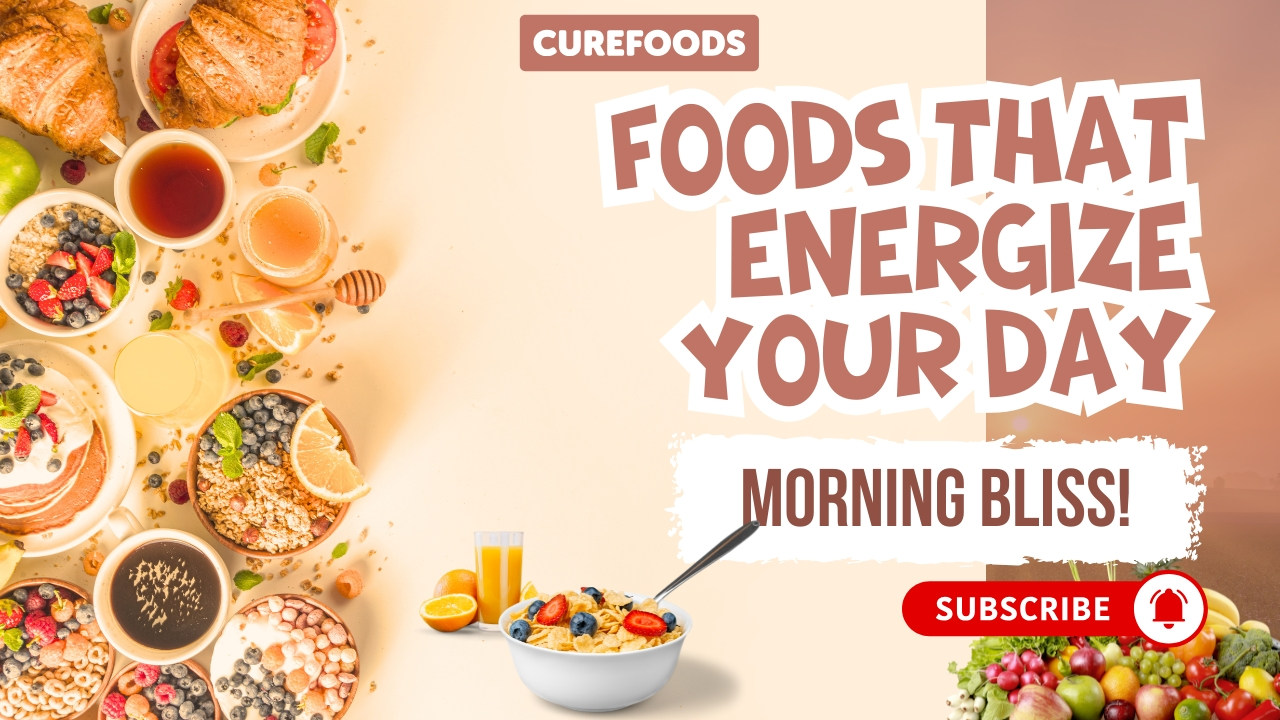 CUREFOODS
FOODS THAT
ENERGIZE
YOUR DAY
MORNING BLISS!
SUBSCRIBE